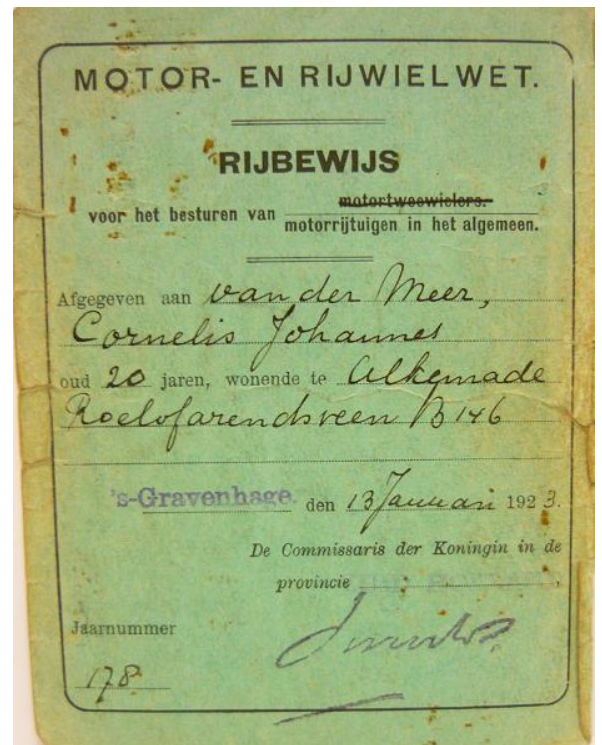 MOTOR- EN RIJWIELWET.
RIJBEWIJS
voor het besturen van motortweewielers.
motorrijtuigen in het algemeen.
Afgegeven aan van der Meer,
Cornelis Johannes
oud 20 jaren, wonende te Alkemade
Roelofarendsveen B 146
's-Gravenhage. den 13 Januari 1923.
De Commissaris der Koningin in de
provincie
Jaarnummer
178